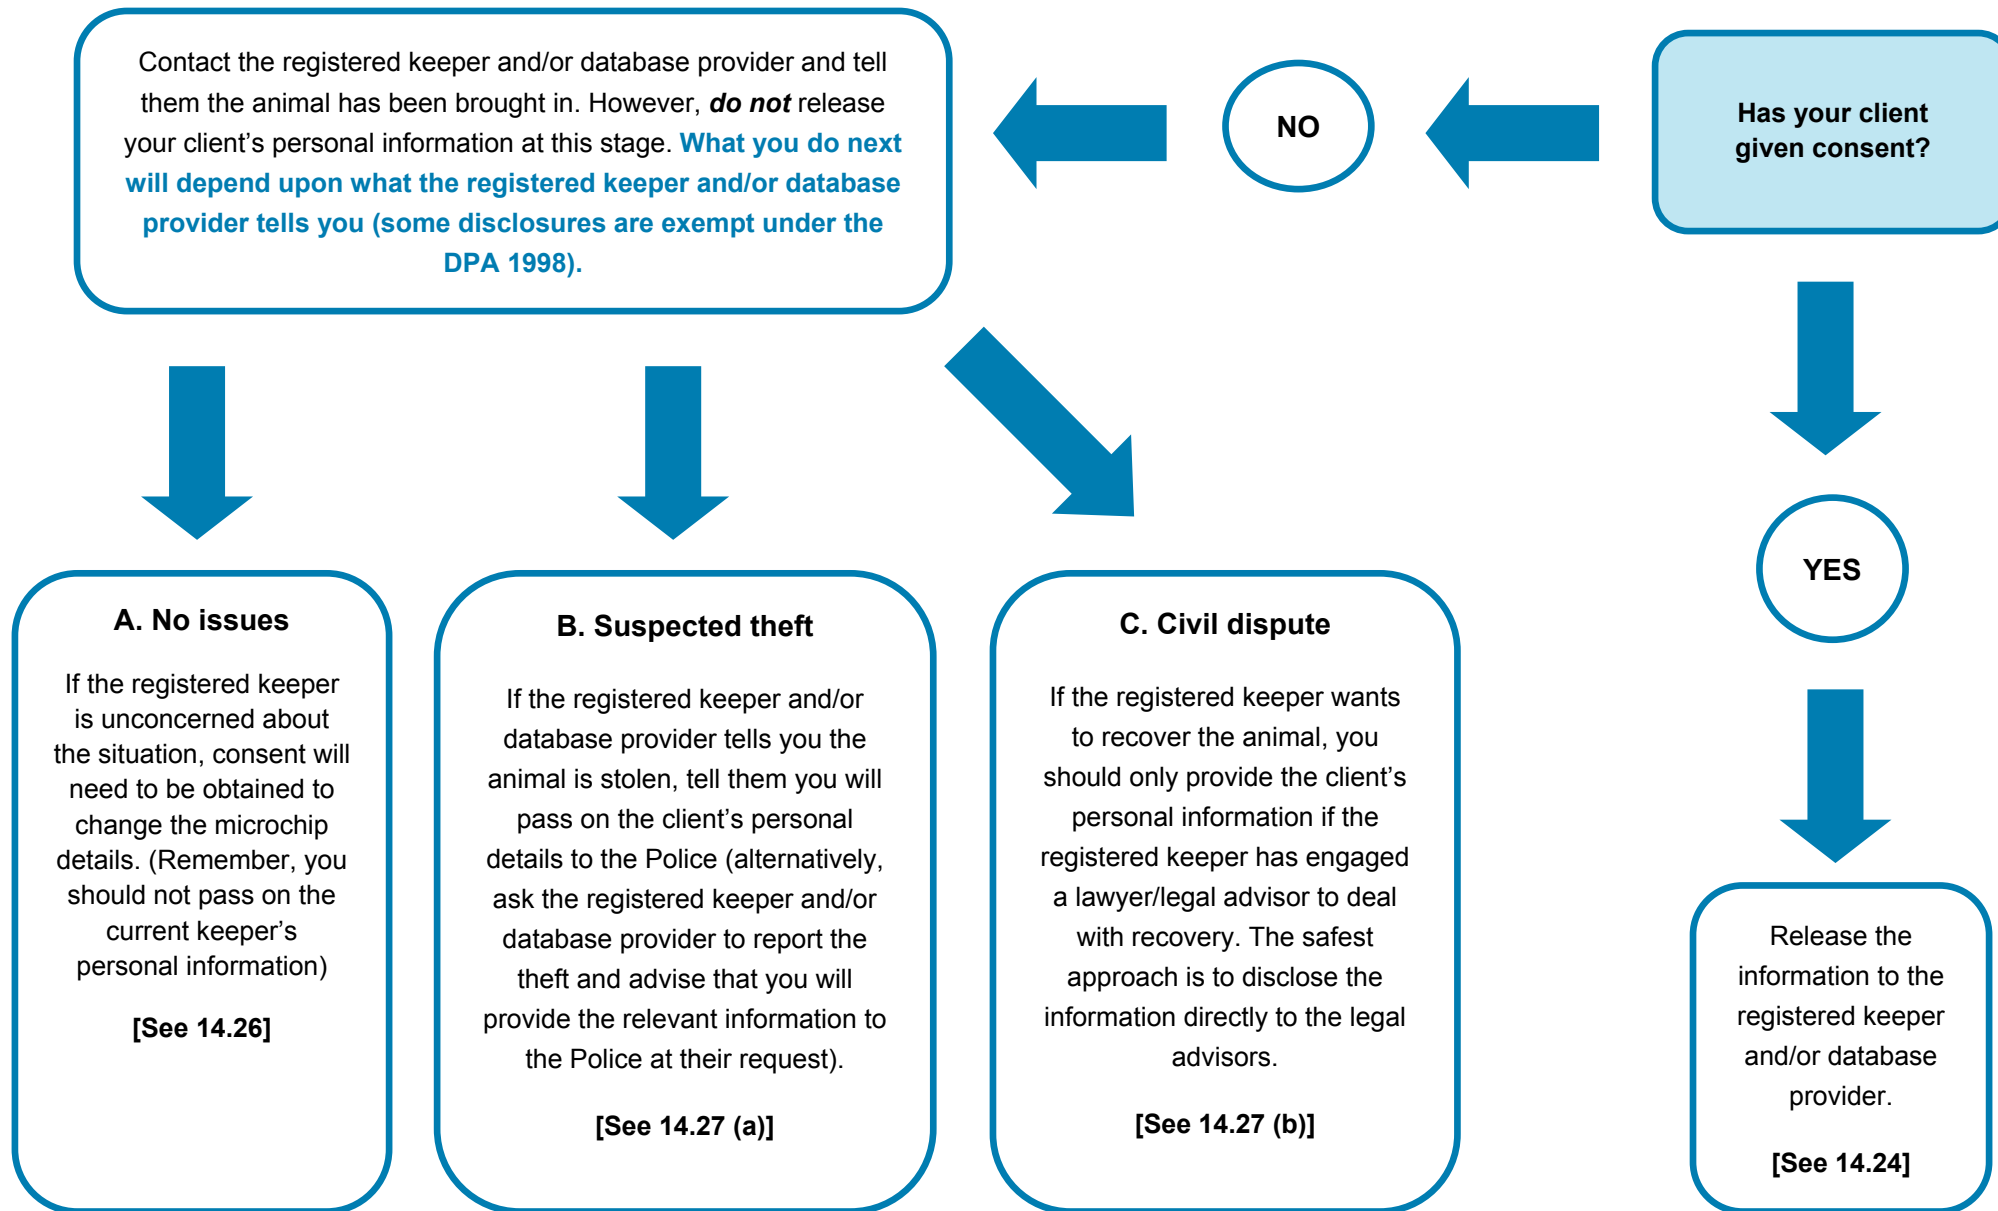 Has your client
given consent?
NO
Contact the registered keeper and/or database provider and tell
them the animal has been brought in. However, do not release
your client’s personal information at this stage. What you do next
will depend upon what the registered keeper and/or database
provider tells you (some disclosures are exempt under the
DPA 1998).
A. No issues
If the registered keeper
is unconcerned about
the situation, consent will
need to be obtained to
change the microchip
details. (Remember, you
should not pass on the
current keeper’s
personal information)
[See 14.26]
B. Suspected theft
If the registered keeper and/or
database provider tells you the
animal is stolen, tell them you will
pass on the client’s personal
details to the Police (alternatively,
ask the registered keeper and/or
database provider to report the
theft and advise that you will
provide the relevant information to
the Police at their request).
[See 14.27 (a)]
C. Civil dispute
If the registered keeper wants
to recover the animal, you
should only provide the client’s
personal information if the
registered keeper has engaged
a lawyer/legal advisor to deal
with recovery. The safest
approach is to disclose the
information directly to the legal
advisors.
[See 14.27 (b)]
YES
Release the
information to the
registered keeper
and/or database
provider.
[See 14.24]